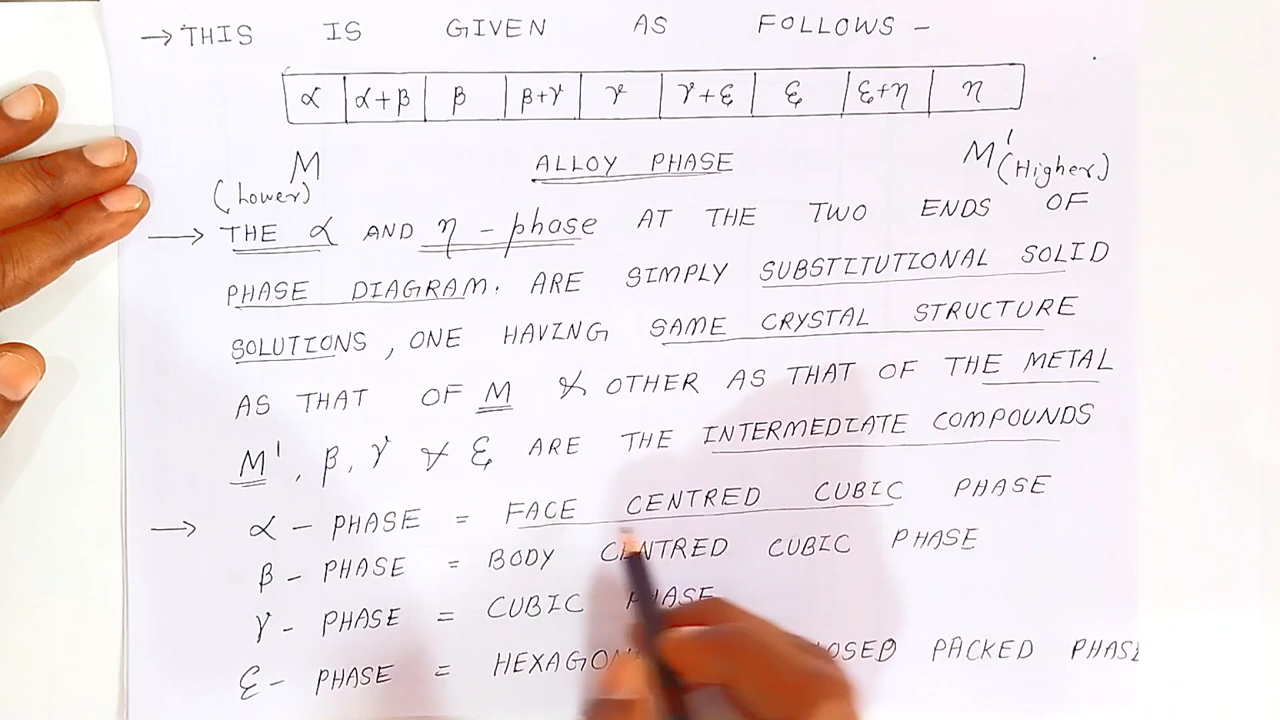 → THIS IS GIVEN AS FOLLOWS -
α | α+β | β | β+γ | γ | γ+ξ | ξ | ξ+η | η
M ALLOY PHASE M' (Higher)
(Lower)
→ THE α AND η - phase AT THE TWO ENDS OF
PHASE DIAGRAM. ARE SIMPLY SUBSTITUTIONAL SOLID
SOLUTIONS, ONE HAVING SAME CRYSTAL STRUCTURE
AS THAT OF M & OTHER AS THAT OF THE METAL
M', β, γ & ξ ARE THE INTERMEDIATE COMPOUNDS
→ α - PHASE = FACE CENTRED CUBIC PHASE
β - PHASE = BODY CENTRED CUBIC PHASE
γ - PHASE = CUBIC PHASE
ξ - PHASE = PACKED